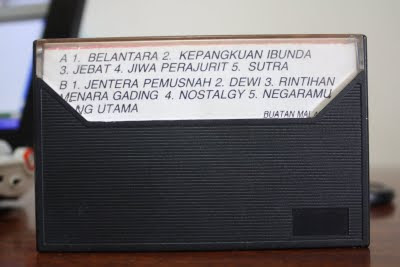 A 1. BELANTARA 2. KEPANGKUAN IBUNDA
3. JEBAT 4. JIWA PERAJURIT 5. SUTRA
B 1. JENTERA PEMUSNAH 2. DEWI 3. RINTIHAN
MENARA GADING 4. NOSTALGY 5. NEGARAMU
UTAMA
BUATAN